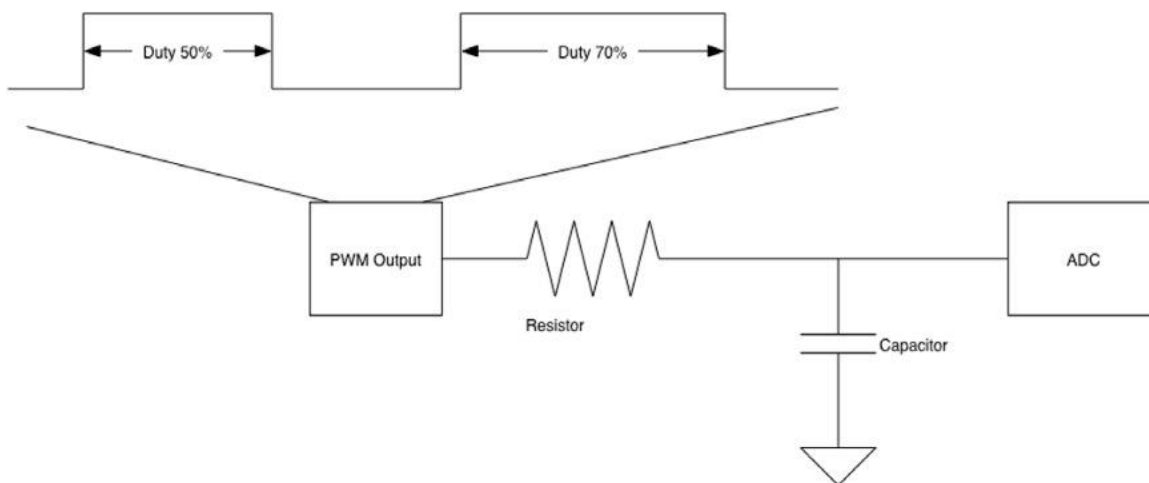 Duty 50%
Duty 70%
PWM Output
ADC
Resistor
Capacitor